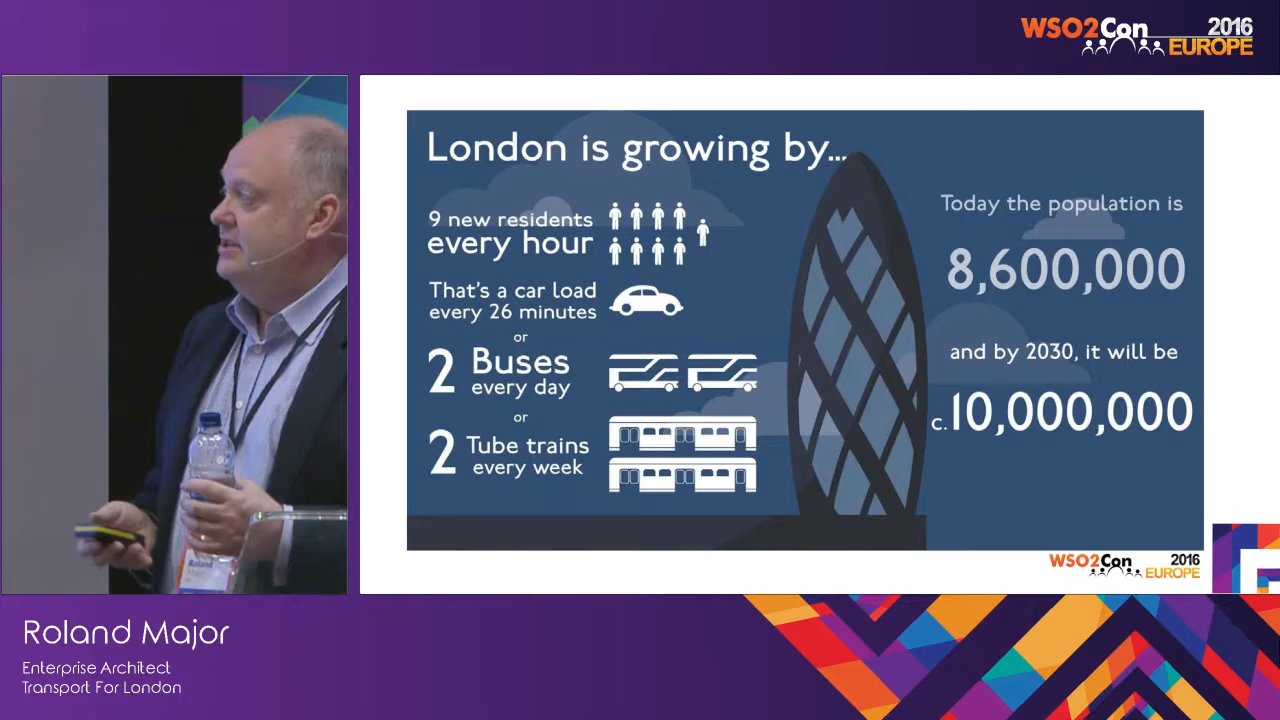 WSO2Con 2016
EUROPE
London is growing by...
9 new residents
every hour
That's a car load
every 26 minutes
or
2 Buses
every day
or
2 Tube trains
every week
Today the population is
8,600,000
and by 2030, it will be
c.10,000,000
WSO2Con 2016
EUROPE
Roland
Roland Major
Enterprise Architect
Transport For London